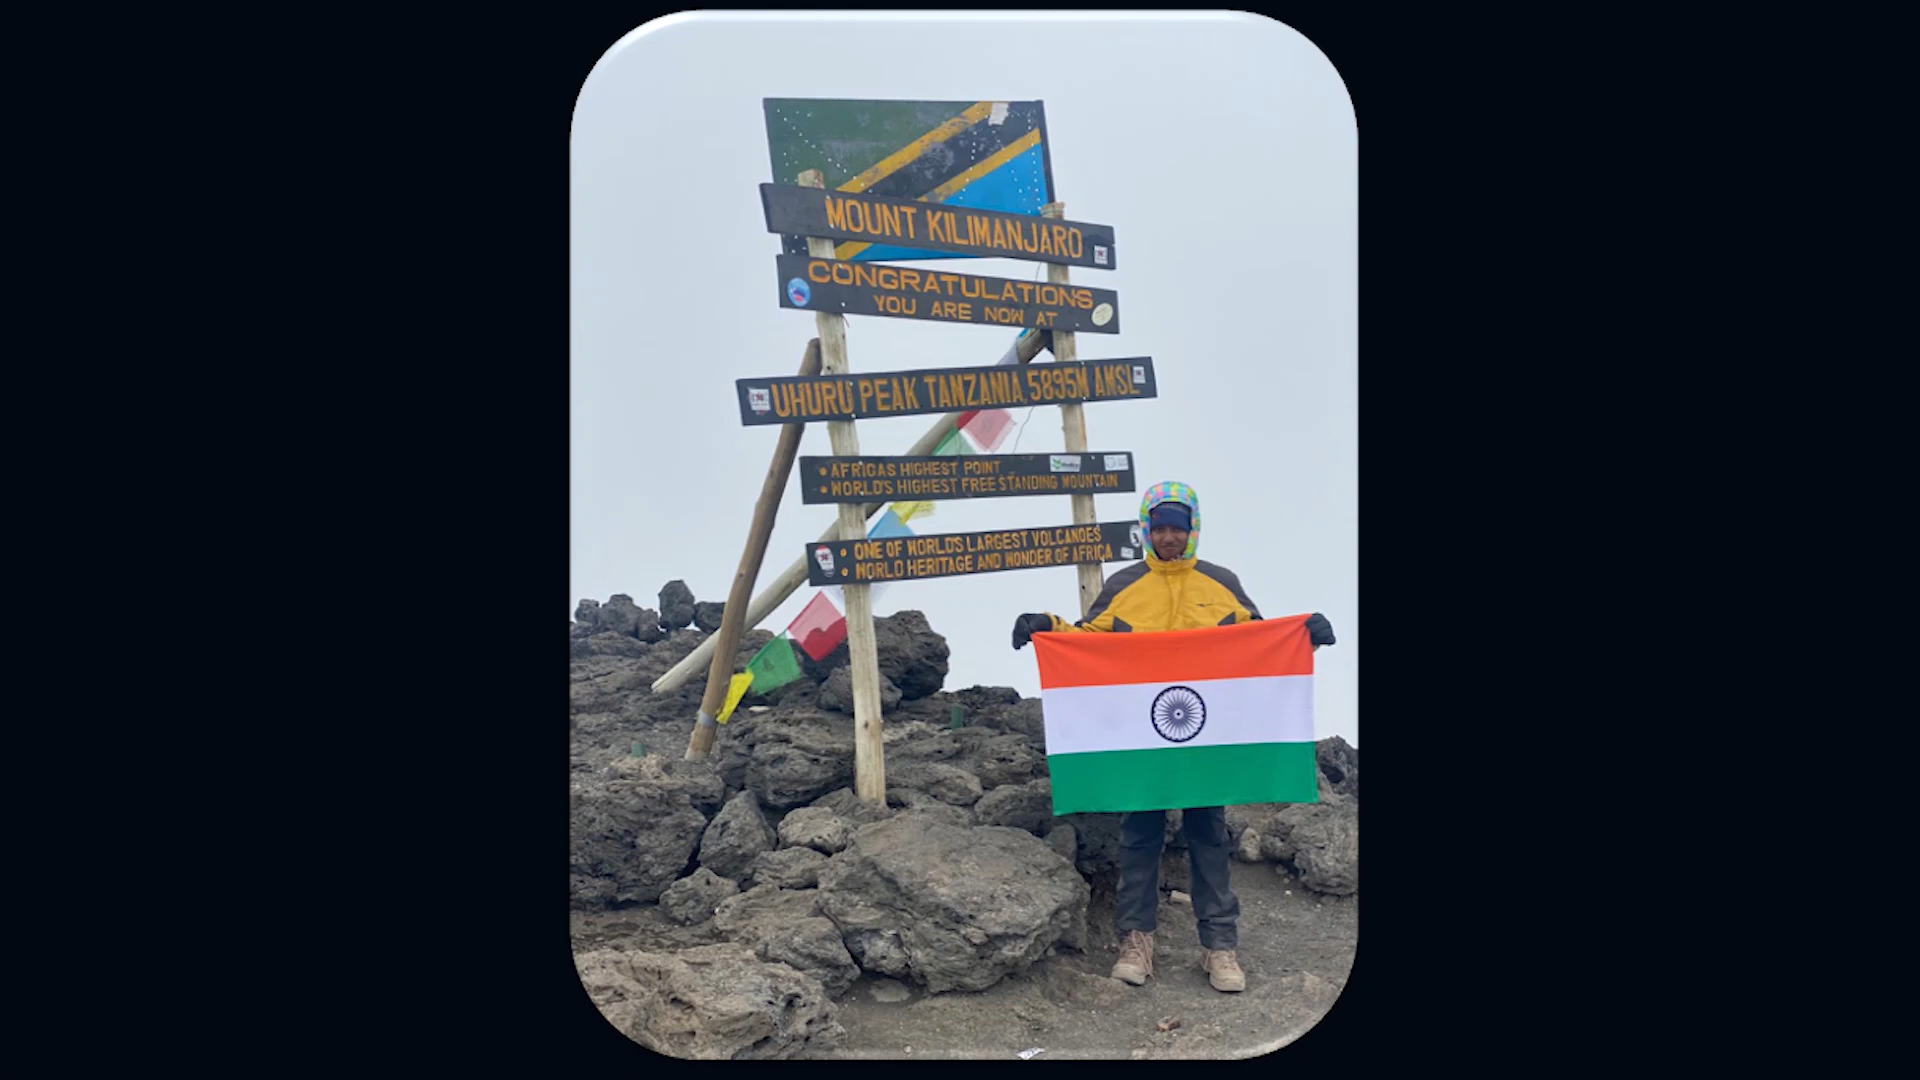 MOUNT KILIMANJARO
CONGRATULATIONS
YOU ARE NOW AT
UHURU PEAK TANZANIA, 5895M AMSL
• AFRICAS HIGHEST POINT
• WORLD'S HIGHEST FREE STANDING MOUNTAIN
• ONE OF WORLD'S LARGEST VOLCANOES
• WORLD HERITAGE AND WONDER OF AFRICA